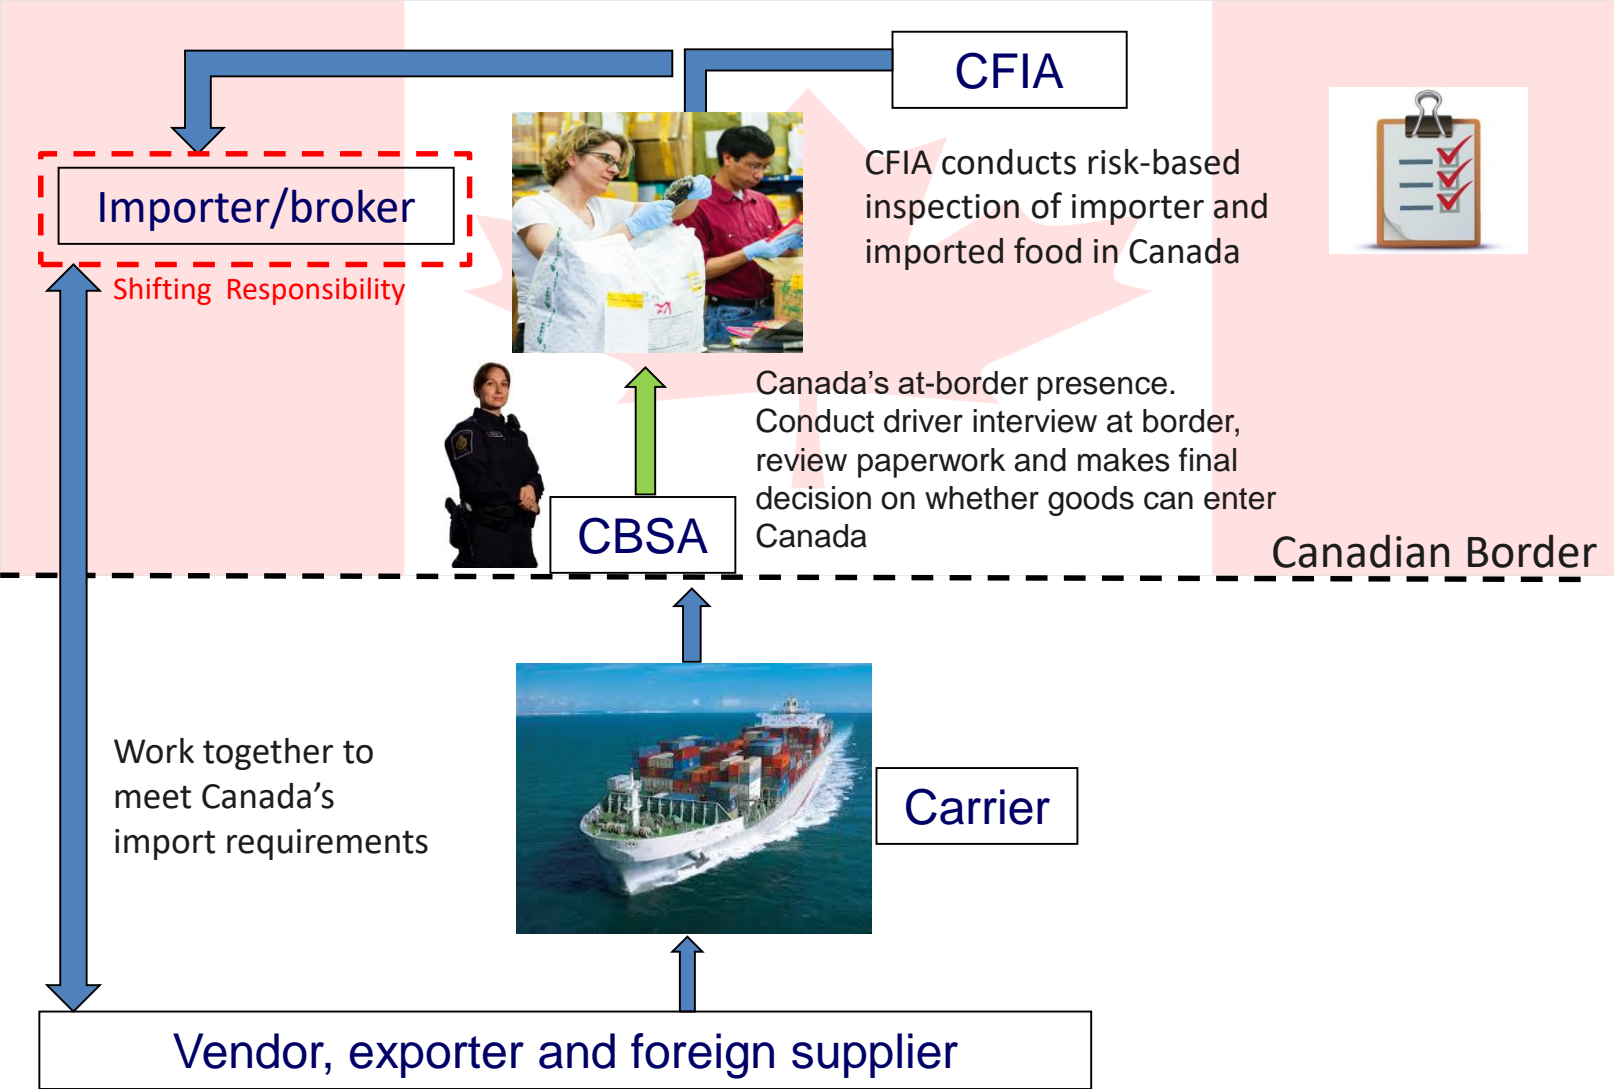 CFIA
Importer/broker
Shifting Responsibility
CFIA conducts risk-based
inspection of importer and
imported food in Canada
Canada’s at-border presence.
Conduct driver interview at border,
review paperwork and makes final
decision on whether goods can enter
Canada
CBSA
Canadian Border
Work together to
meet Canada’s
import requirements
Carrier
Vendor, exporter and foreign supplier